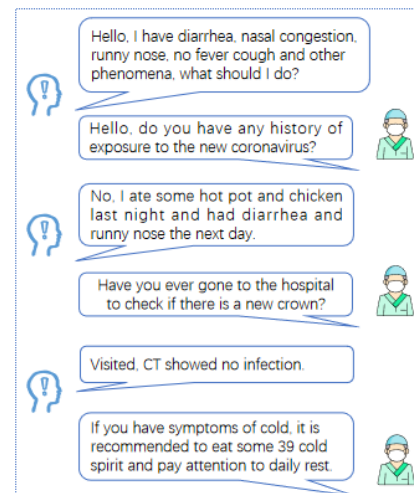 Hello, I have diarrhea, nasal congestion,
runny nose, no fever cough and other
phenomena, what should I do?
Hello, do you have any history of
exposure to the new coronavirus?
No, I ate some hot pot and chicken
last night and had diarrhea and
runny nose the next day.
Have you ever gone to the hospital
to check if there is a new crown?
Visited, CT showed no infection.
If you have symptoms of cold, it is
recommended to eat some 39 cold
spirit and pay attention to daily rest.